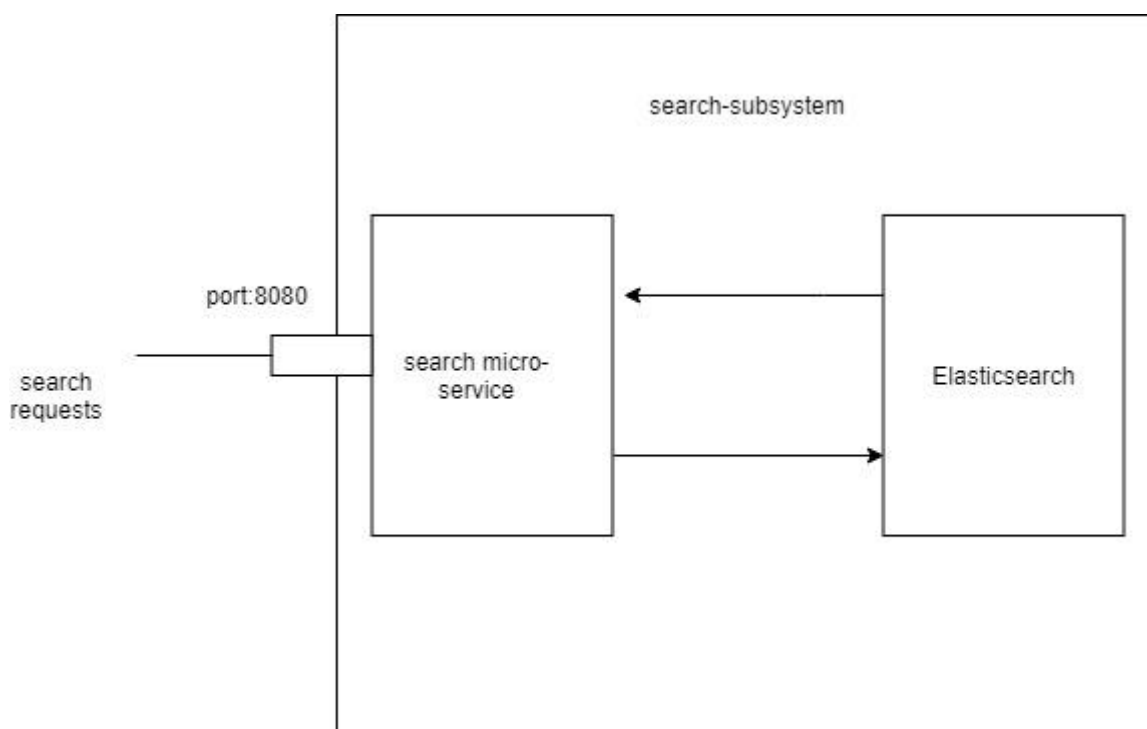 search-subsystem
port:8080
search
requests
search micro-
service
Elasticsearch